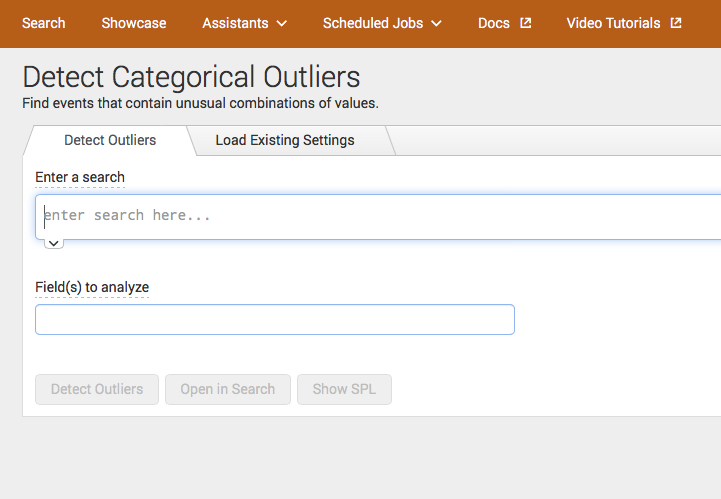 Search Showcase Assistants Scheduled Jobs Docs Video Tutorials
Detect Categorical Outliers
Find events that contain unusual combinations of values.
Detect Outliers Load Existing Settings
Enter a search
enter search here...
Field(s) to analyze
Detect Outliers Open in Search Show SPL